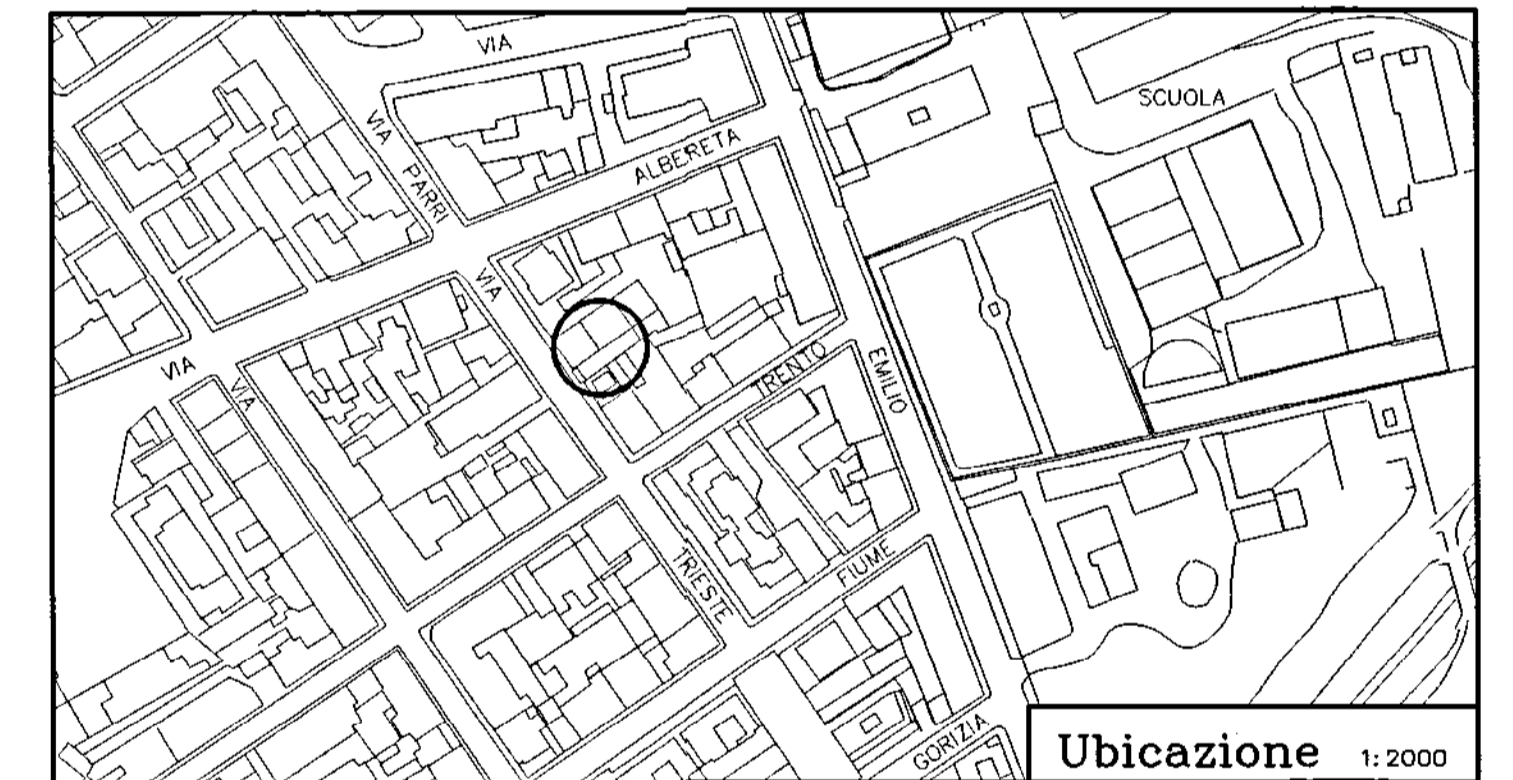 VIA
SCUOLA
VIA PARRI
ALBERETA
VIA
VIA
VIA
TRENTO
EMILIO
TRIESTE
FIUME
GORIZIA
Ubicazione 1:2000